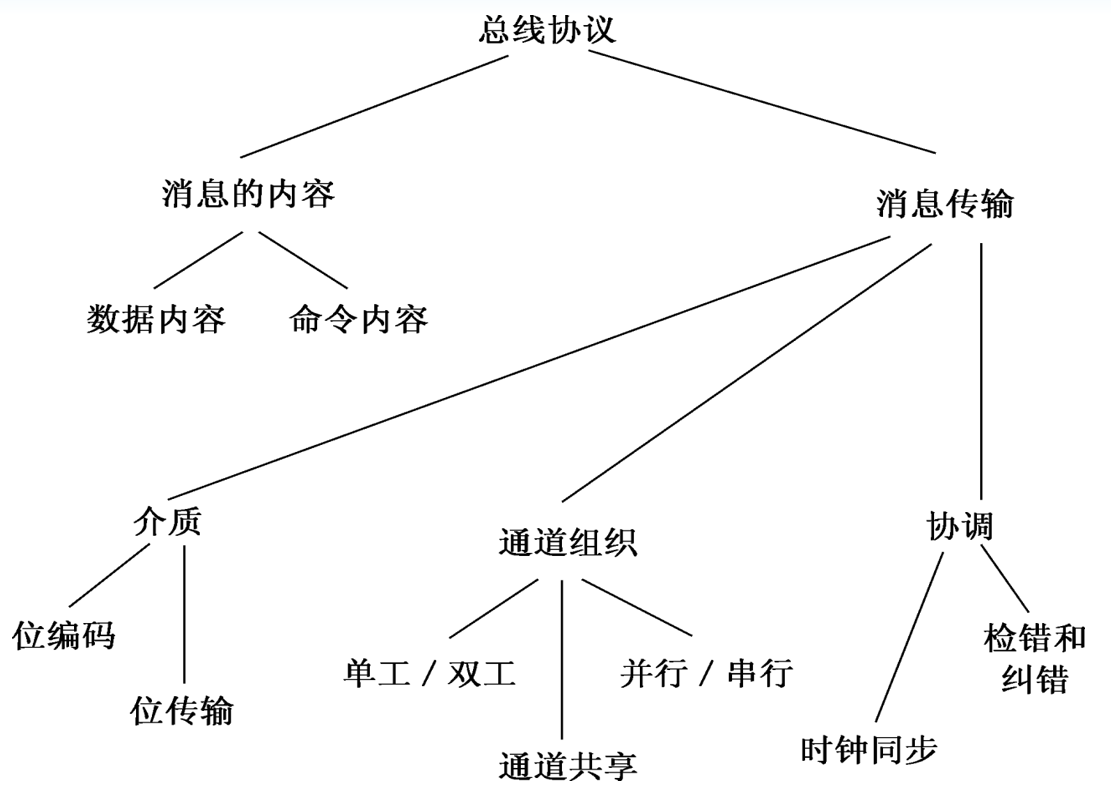 总线协议
消息的内容
消息传输
数据内容
命令内容
介质
通道组织
协调
位编码
位传输
单工 / 双工
通道共享
并行 / 串行
时钟同步
检错和
纠错